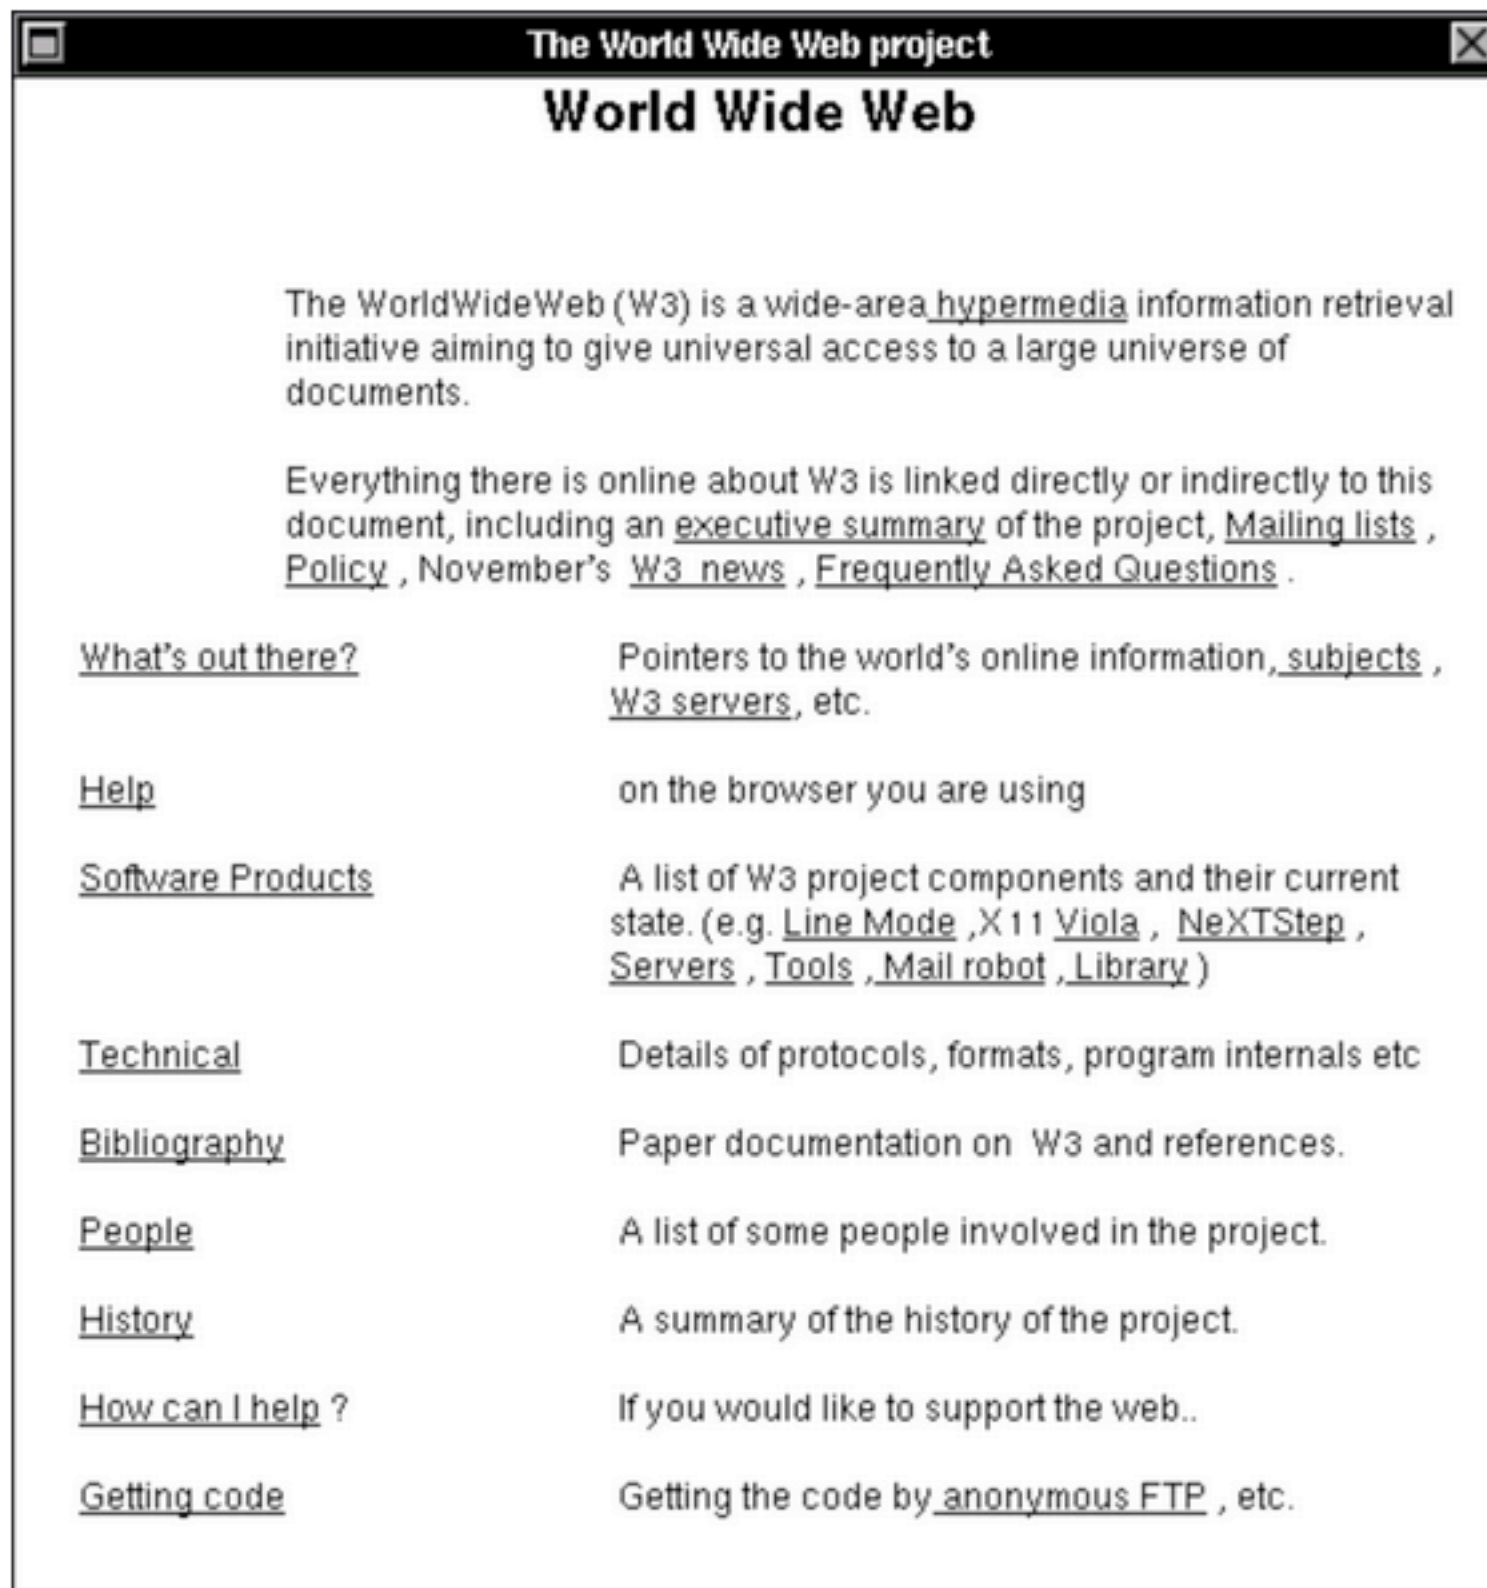 The World Wide Web project
World Wide Web
The WorldWideWeb (W3) is a wide-area hypermedia information retrieval
initiative aiming to give universal access to a large universe of
documents.
Everything there is online about W3 is linked directly or indirectly to this
document, including an executive summary of the project, Mailing lists ,
Policy , November's W3 news , Frequently Asked Questions .
What's out there? Pointers to the world's online information, subjects ,
W3 servers, etc.
Help on the browser you are using
Software Products A list of W3 project components and their current
state. (e.g. Line Mode ,X11 Viola , NeXTStep ,
Servers , Tools , Mail robot , Library )
Technical Details of protocols, formats, program internals etc
Bibliography Paper documentation on W3 and references.
People A list of some people involved in the project.
History A summary of the history of the project.
How can I help ? If you would like to support the web..
Getting code Getting the code by anonymous FTP , etc.